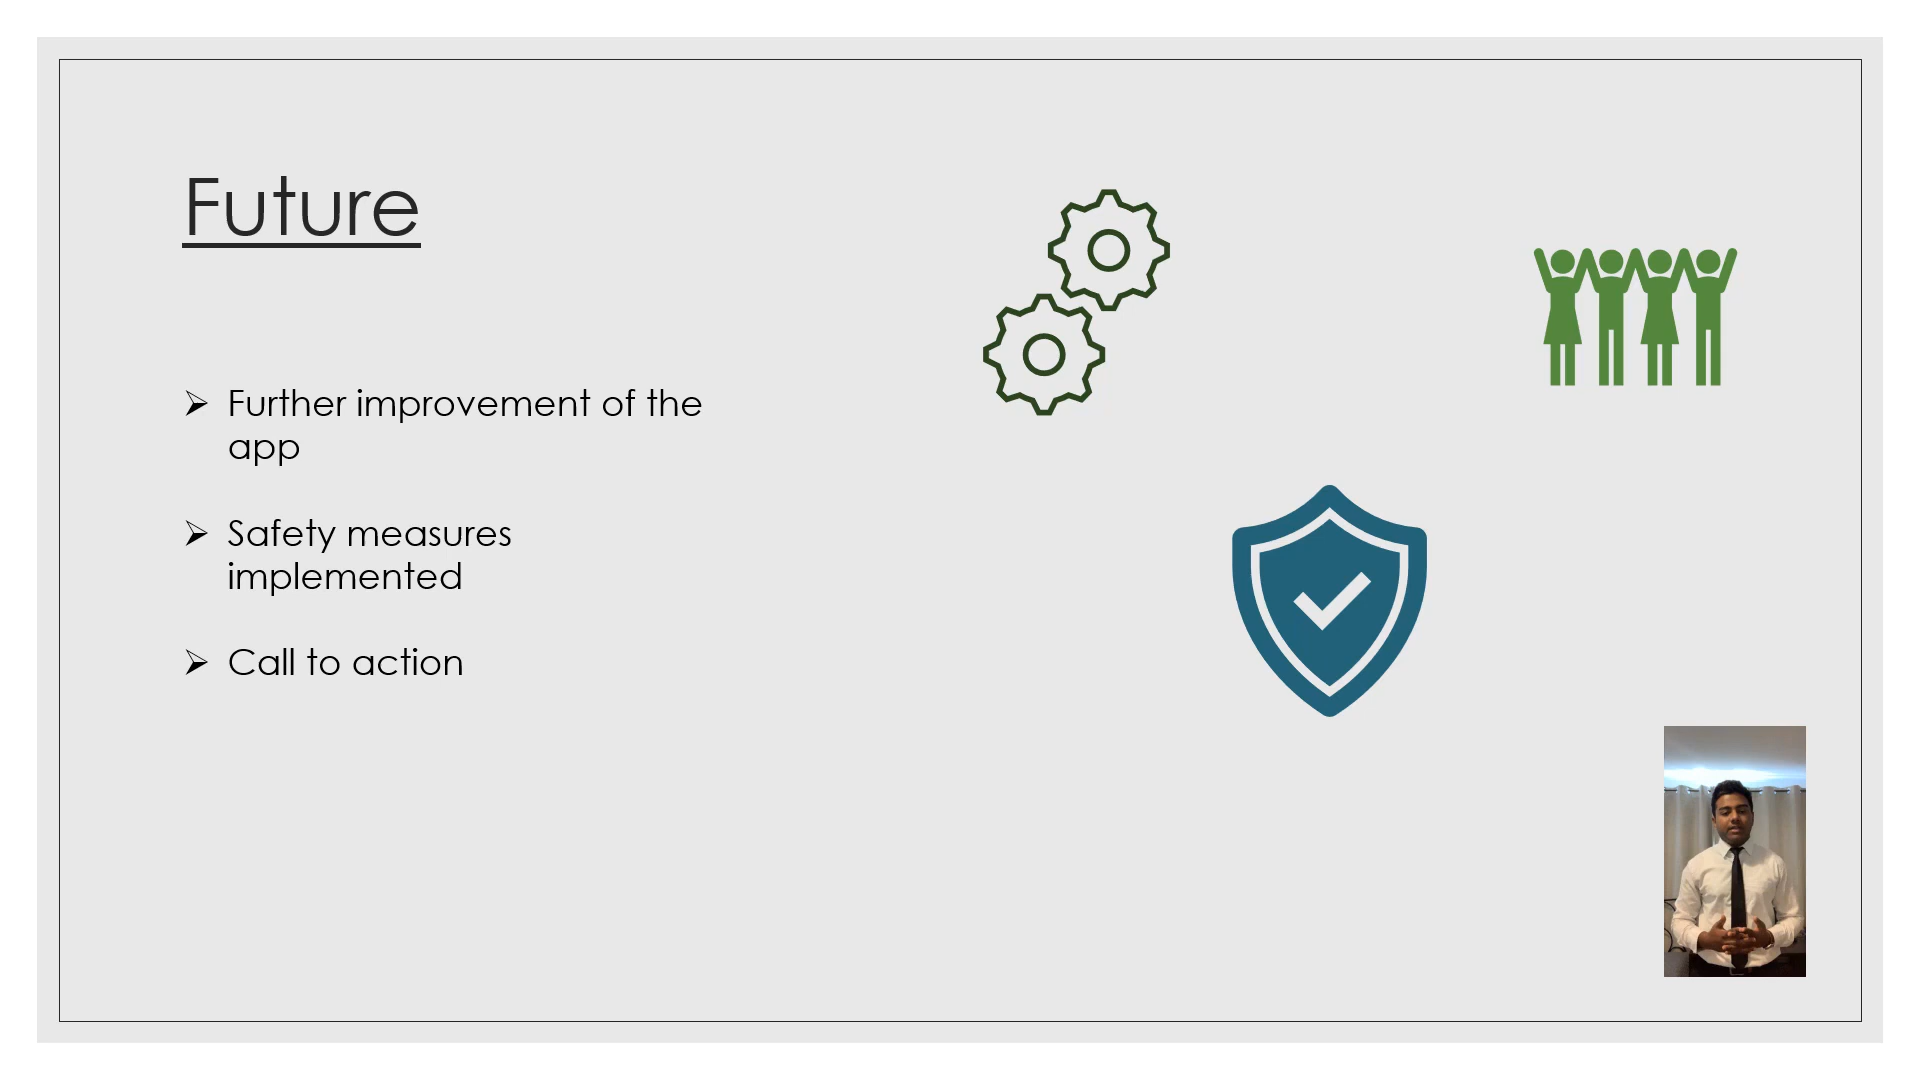 Future
Further improvement of the
app
Safety measures
implemented
Call to action